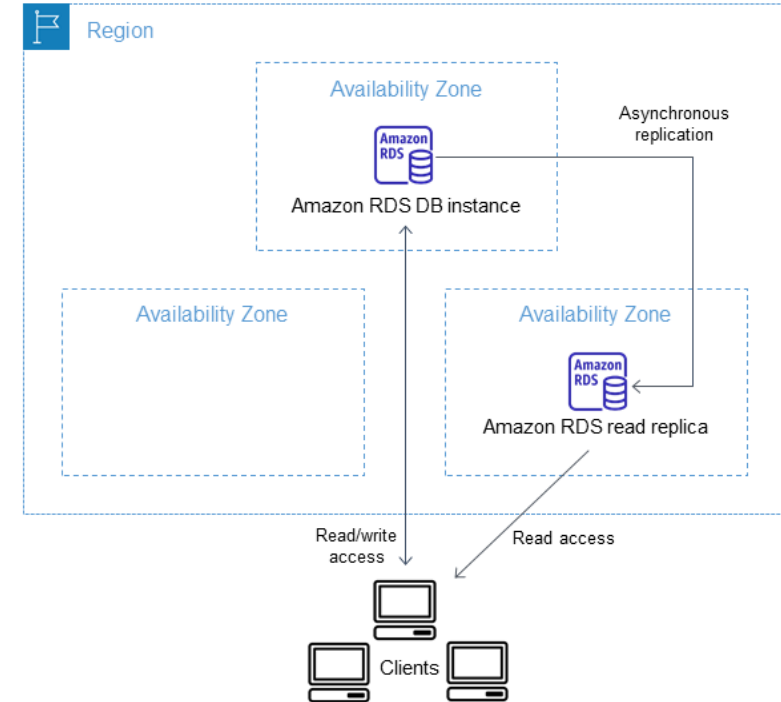 Region
Availability Zone
Asynchronous
replication
Amazon
RDS
Amazon RDS DB instance
Availability Zone
Availability Zone
Amazon
RDS
Amazon RDS read replica
Read/write
access
Read access
Clients